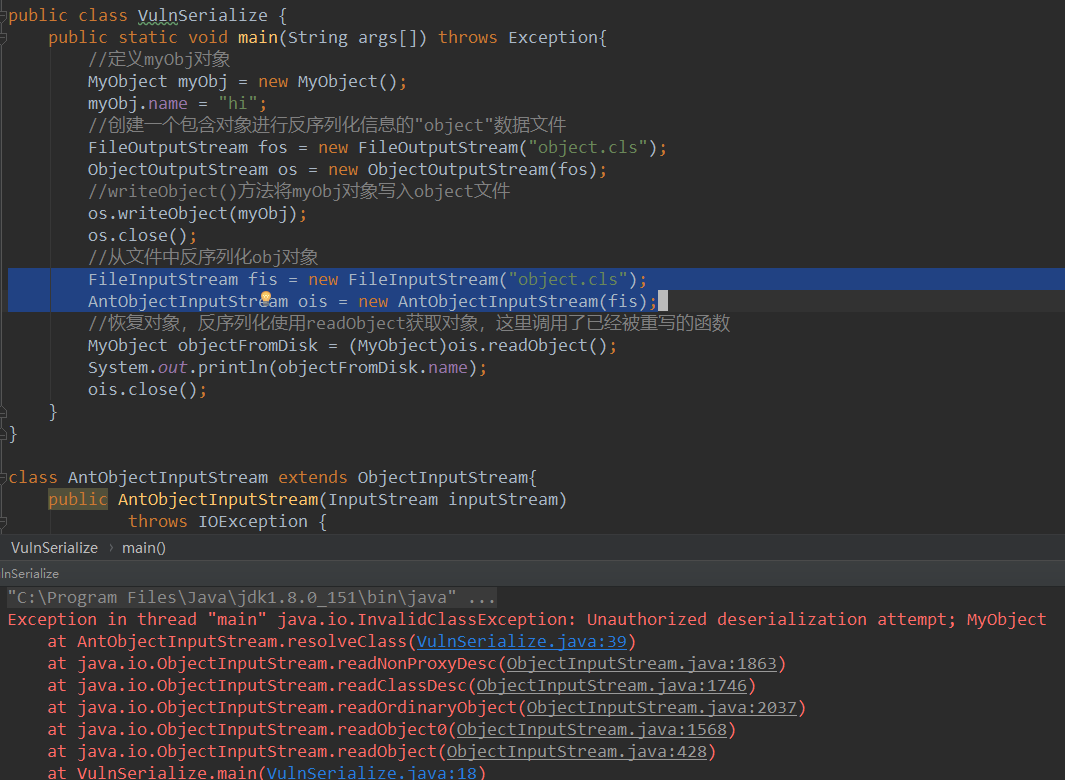 public class VulnSerialize {
public static void main(String args[]) throws Exception{
//定义myObj对象
MyObject myObj = new MyObject();
myObj.name = "hi";
//创建一个包含对象进行反序列化信息的"object"数据文件
FileOutputStream fos = new FileOutputStream("object.cls");
ObjectOutputStream os = new ObjectOutputStream(fos);
//writeObject()方法将myObj对象写入object文件
os.writeObject(myObj);
os.close();
//从文件中反序列化obj对象
FileInputStream fis = new FileInputStream("object.cls");
AntObjectInputStream ois = new AntObjectInputStream(fis);
//恢复对象，反序列化使用readObject获取对象，这里调用了已经被重写的函数
MyObject objectFromDisk = (MyObject)ois.readObject();
System.out.println(objectFromDisk.name);
ois.close();
}
}
class AntObjectInputStream extends ObjectInputStream{
public AntObjectInputStream(InputStream inputStream)
throws IOException {
VulnSerialize › main()
lnSerialize
"C:\Program Files\Java\jdk1.8.0_151\bin\java" ...
Exception in thread "main" java.io.InvalidClassException: Unauthorized deserialization attempt; MyObject
at AntObjectInputStream.resolveClass(VulnSerialize.java:39)
at java.io.ObjectInputStream.readNonProxyDesc(ObjectInputStream.java:1863)
at java.io.ObjectInputStream.readClassDesc(ObjectInputStream.java:1746)
at java.io.ObjectInputStream.readOrdinaryObject(ObjectInputStream.java:2037)
at java.io.ObjectInputStream.readObject0(ObjectInputStream.java:1568)
at java.io.ObjectInputStream.readObject(ObjectInputStream.java:428)
at VulnSerialize.main(VulnSerialize.java:18)